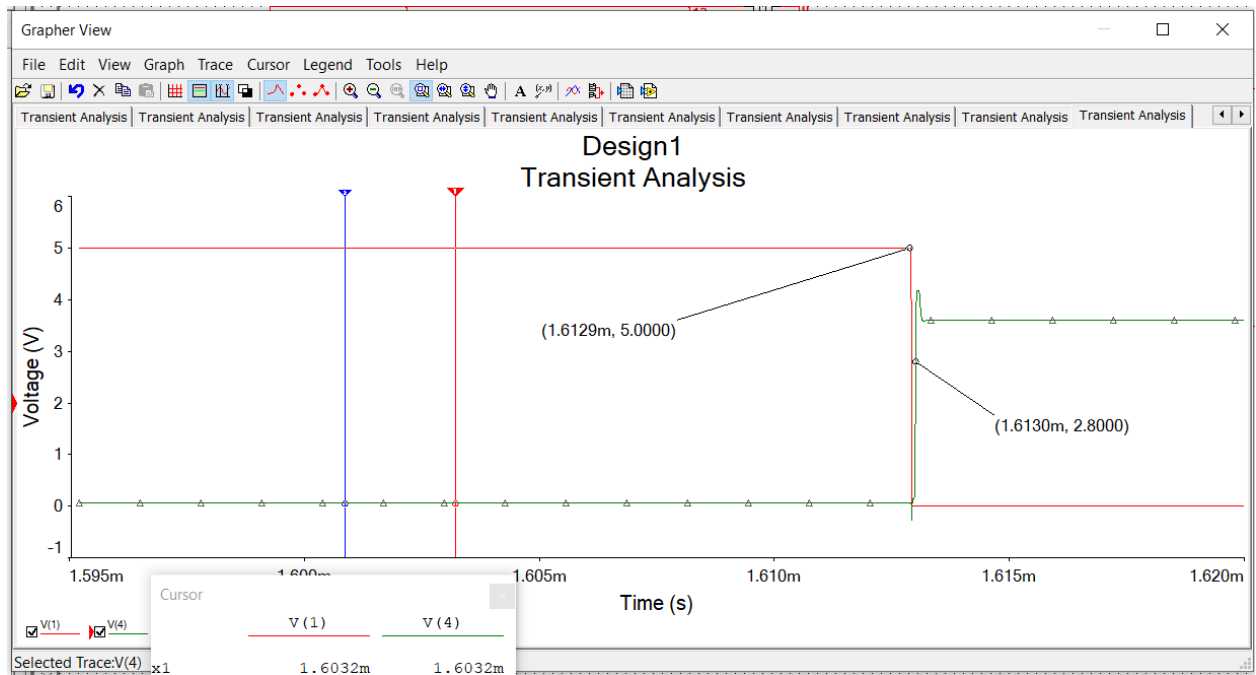 Grapher View
File Edit View Graph Trace Cursor Legend Tools Help
Transient Analysis Transient Analysis Transient Analysis Transient Analysis Transient Analysis Transient Analysis Transient Analysis Transient Analysis Transient Analysis Transient Analysis
Design1
Transient Analysis
6
5
4
(1.6129m, 5.0000)
3
2
(1.6130m, 2.8000)
1
0
-1
Voltage (V)
1.595m 1.600m 1.605m 1.610m 1.615m 1.620m
Time (s)
Cursor
V(1) V(4)
V(1) V(4)
Selected Trace:V(4)
x1 1.6032m 1.6032m